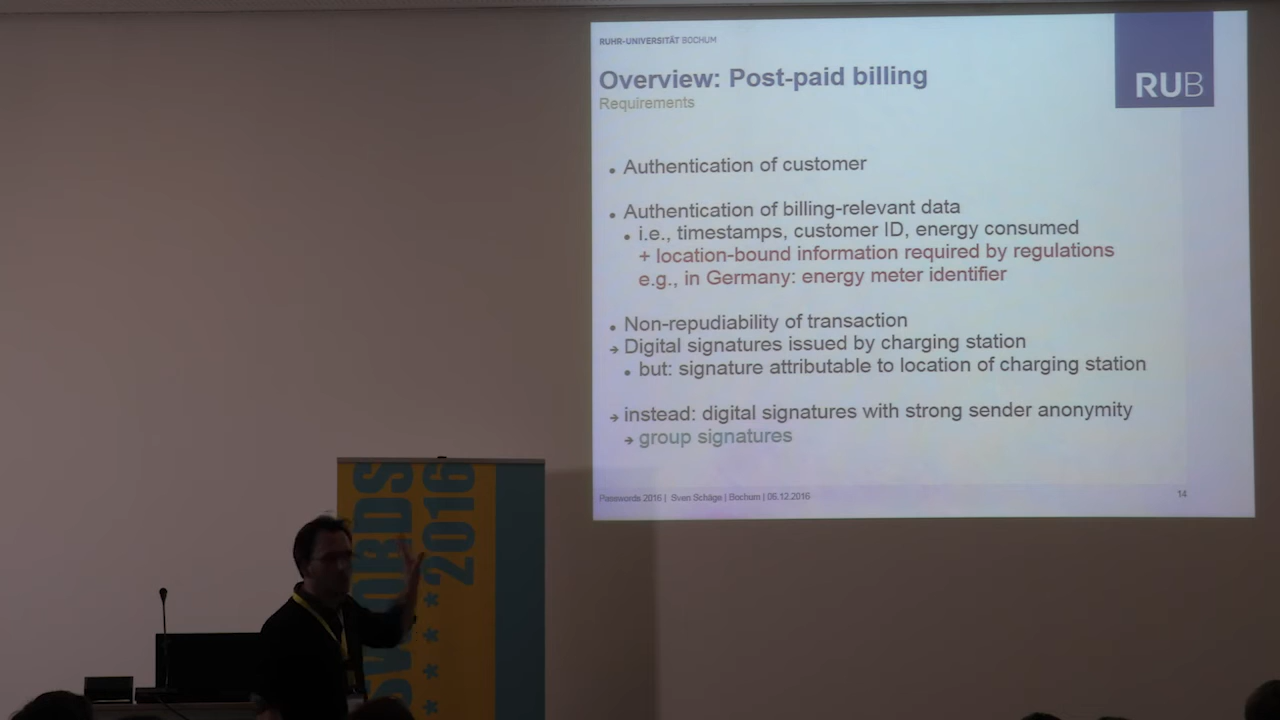 RUHR-UNIVERSITÄT BOCHUM
RUB
Overview: Post-paid billing
Requirements
• Authentication of customer
• Authentication of billing-relevant data
• i.e., timestamps, customer ID, energy consumed
+ location-bound information required by regulations
e.g., in Germany: energy meter identifier
• Non-repudiability of transaction
→ Digital signatures issued by charging station
• but: signature attributable to location of charging station
→ instead: digital signatures with strong sender anonymity
→ group signatures
Passwords 2016 | Sven Schäge | Bochum | 06.12.2016
14
SWORDS
2016
* * * * *